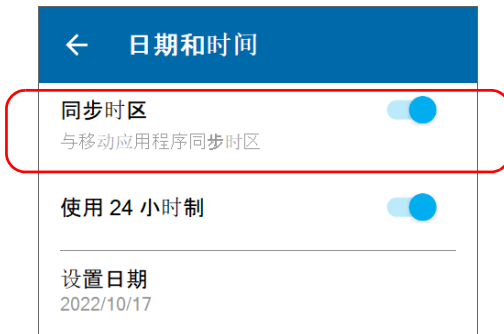 日期和时间
同步时区
与移动应用程序同步时区
使用 24 小时制
设置日期
2022/10/17